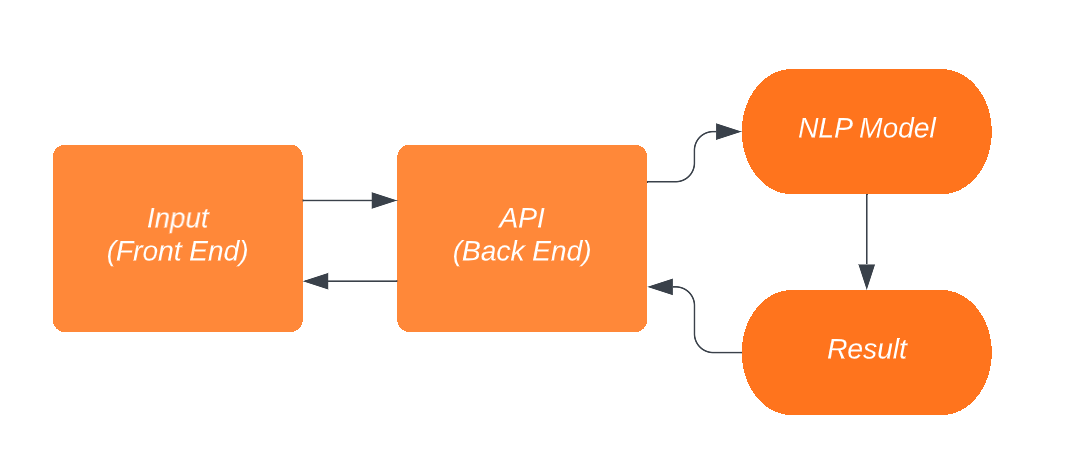 Input
(Front End)
API
(Back End)
NLP Model
Result